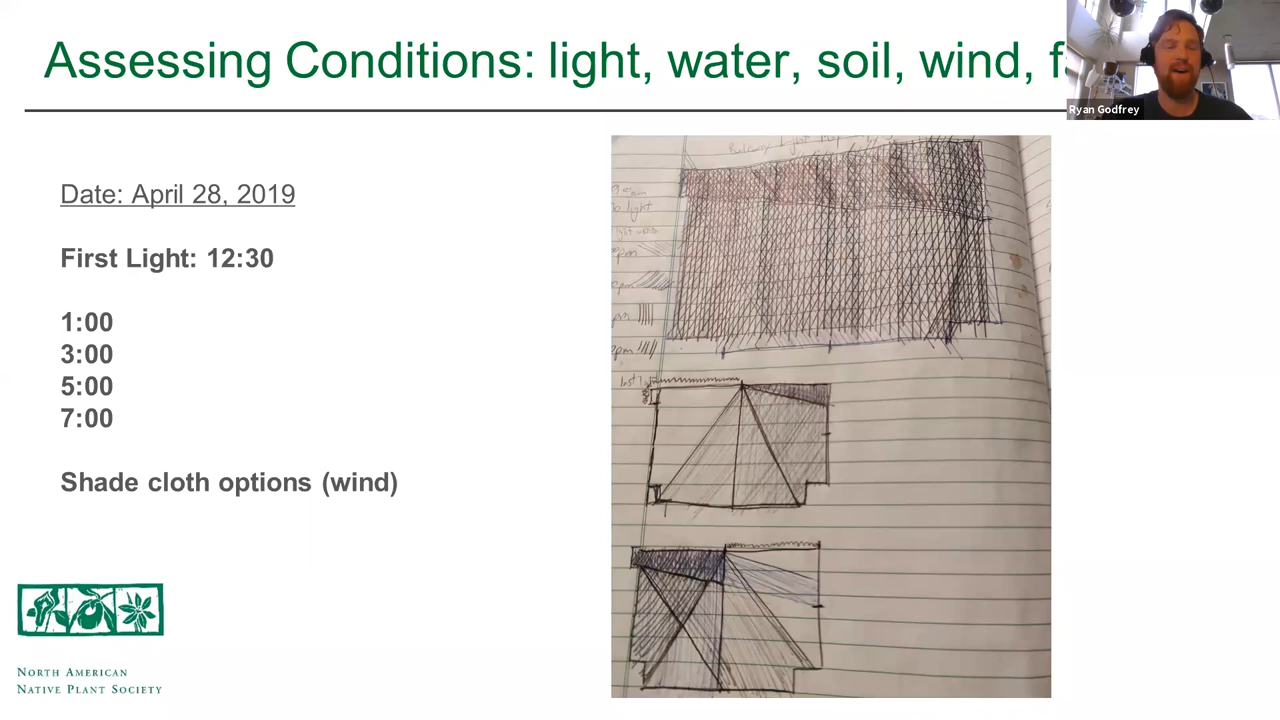 Assessing Conditions: light, water, soil, wind, f
Ryan Godfrey
Date: April 28, 2019
First Light: 12:30
1:00
3:00
5:00
7:00
Shade cloth options (wind)
light
NORTH AMERICAN
NATIVE PLANT SOCIETY